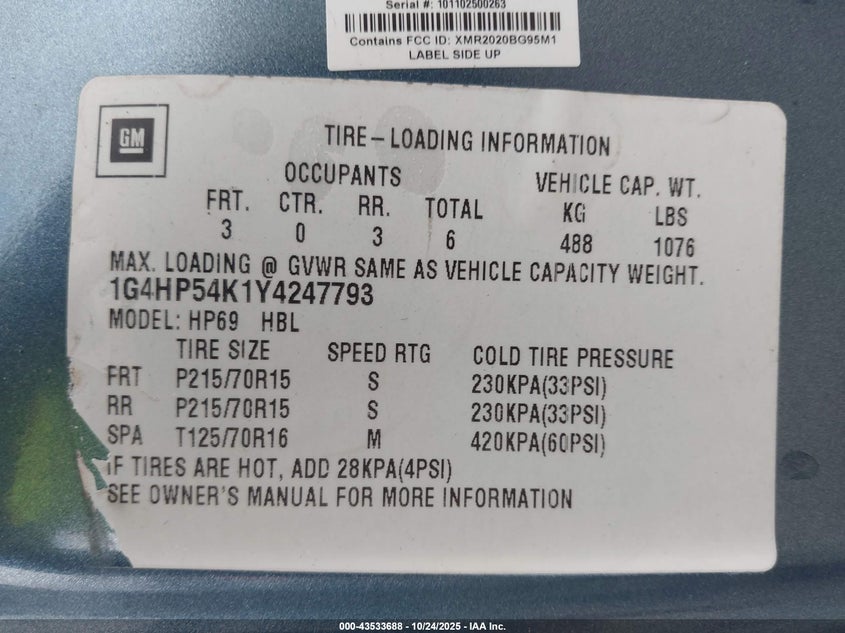 Serial #: 101102500263
Contains FCC ID: XMR2020BG95M1
LABEL SIDE UP
GM
TIRE-LOADING INFORMATION
OCCUPANTS VEHICLE CAP. WT.
FRT. CTR. RR. TOTAL KG LBS
3 0 3 6 488 1076
MAX. LOADING @ GVWR SAME AS VEHICLE CAPACITY WEIGHT.
1G4HP54K1Y4247793
MODEL: HP69 HBL
TIRE SIZE SPEED RTG COLD TIRE PRESSURE
FRT P215/70R15 S 230KPA(33PSI)
RR P215/70R15 S 230KPA(33PSI)
SPA T125/70R16 M 420KPA(60PSI)
IF TIRES ARE HOT, ADD 28KPA(4PSI)
SEE OWNER'S MANUAL FOR MORE INFORMATION
000-43533688 - 10/24/2025 - IAA Inc.